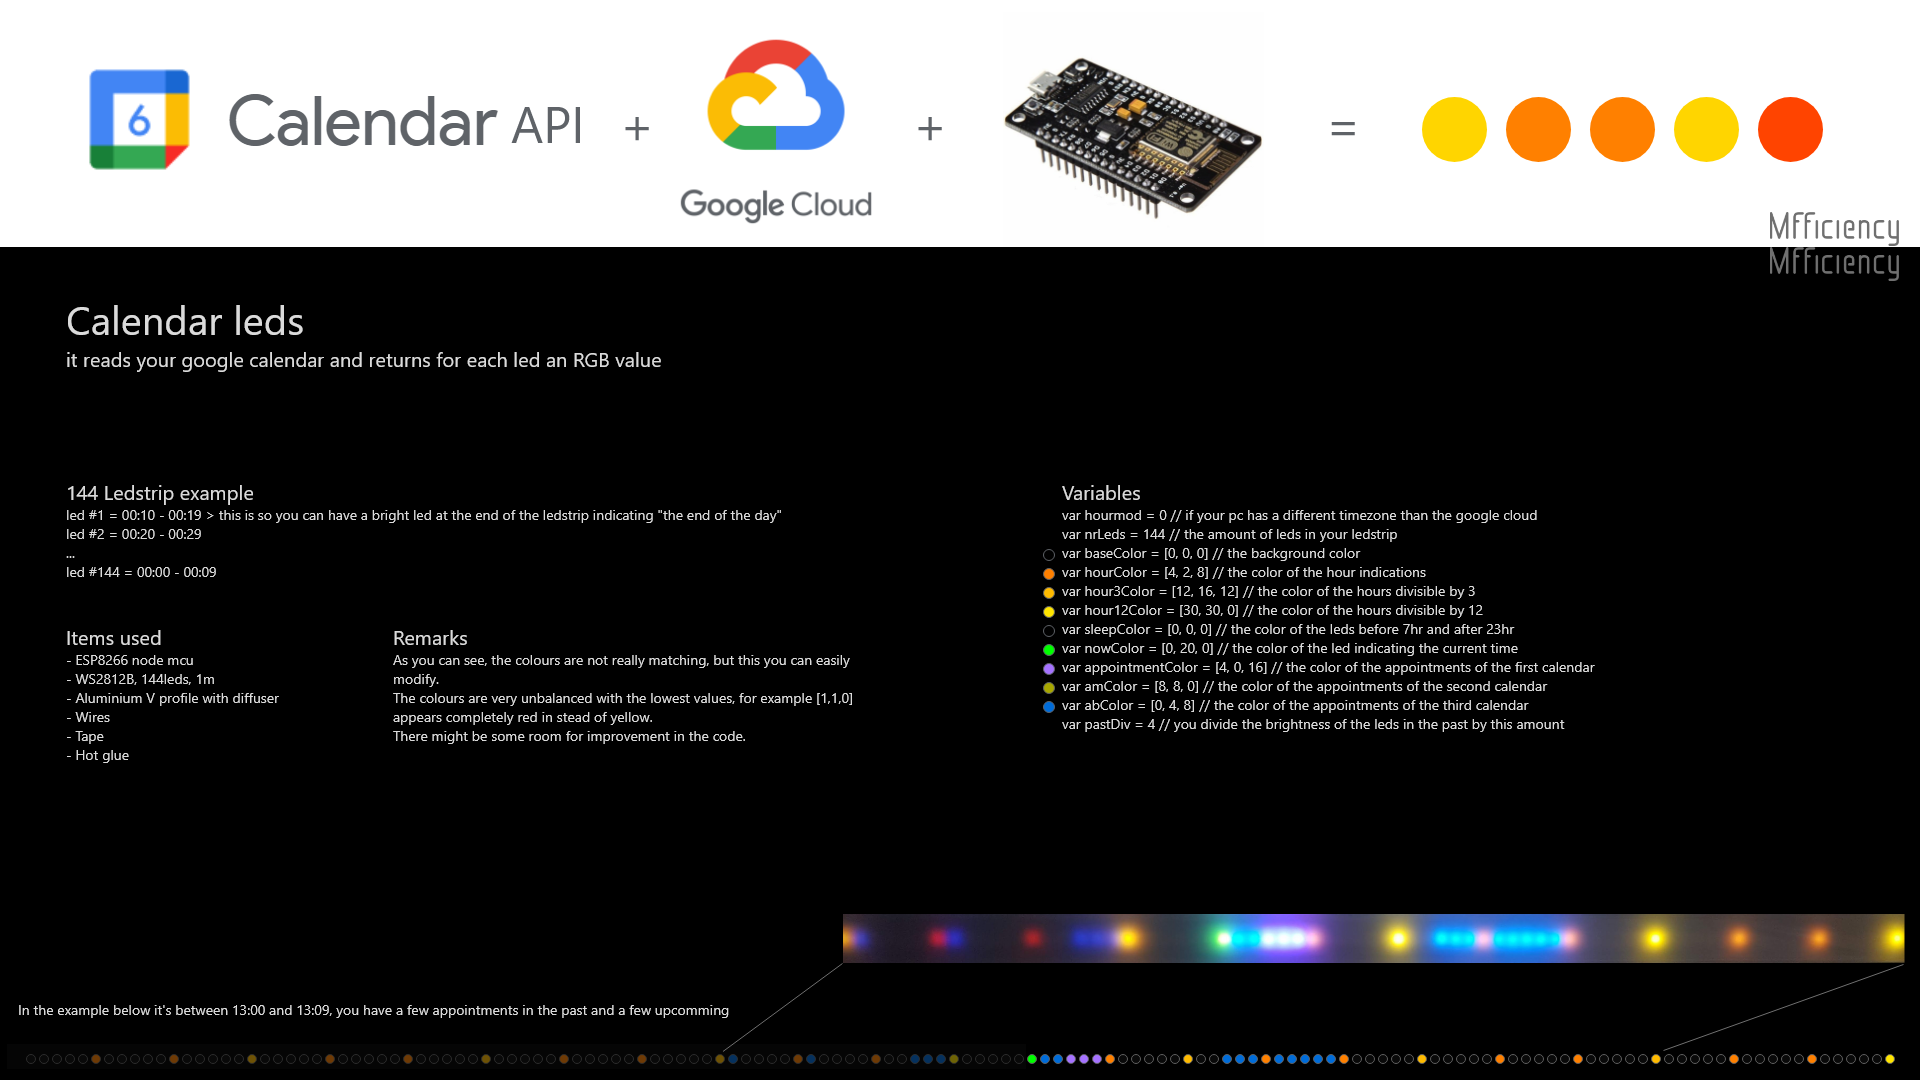 6
Calendar API + + =
Google Cloud
Mfficiency
Mfficiency
Calendar leds
it reads your google calendar and returns for each led an RGB value
144 Ledstrip example
led #1 = 00:10 - 00:19 > this is so you can have a bright led at the end of the ledstrip indicating "the end of the day"
led #2 = 00:20 - 00:29
...
led #144 = 00:00 - 00:09
Items used
- ESP8266 node mcu
- WS2812B, 144leds, 1m
- Aluminium V profile with diffuser
- Wires
- Tape
- Hot glue
Remarks
As you can see, the colours are not really matching, but this you can easily
modify.
The colours are very unbalanced with the lowest values, for example [1,1,0]
appears completely red in stead of yellow.
There might be some room for improvement in the code.
Variables
var hourmod = 0 // if your pc has a different timezone than the google cloud
var nrLeds = 144 // the amount of leds in your ledstrip
var baseColor = [0, 0, 0] // the background color
var hourColor = [4, 2, 8] // the color of the hour indications
var hour3Color = [12, 16, 12] // the color of the hours divisible by 3
var hour12Color = [30, 30, 0] // the color of the hours divisible by 12
var sleepColor = [0, 0, 0] // the color of the leds before 7hr and after 23hr
var nowColor = [0, 20, 0] // the color of the led indicating the current time
var appointmentColor = [4, 0, 16] // the color of the appointments of the first calendar
var amColor = [8, 8, 0] // the color of the appointments of the second calendar
var abColor = [0, 4, 8] // the color of the appointments of the third calendar
var pastDiv = 4 // you divide the brightness of the leds in the past by this amount
In the example below it's between 13:00 and 13:09, you have a few appointments in the past and a few upcomming